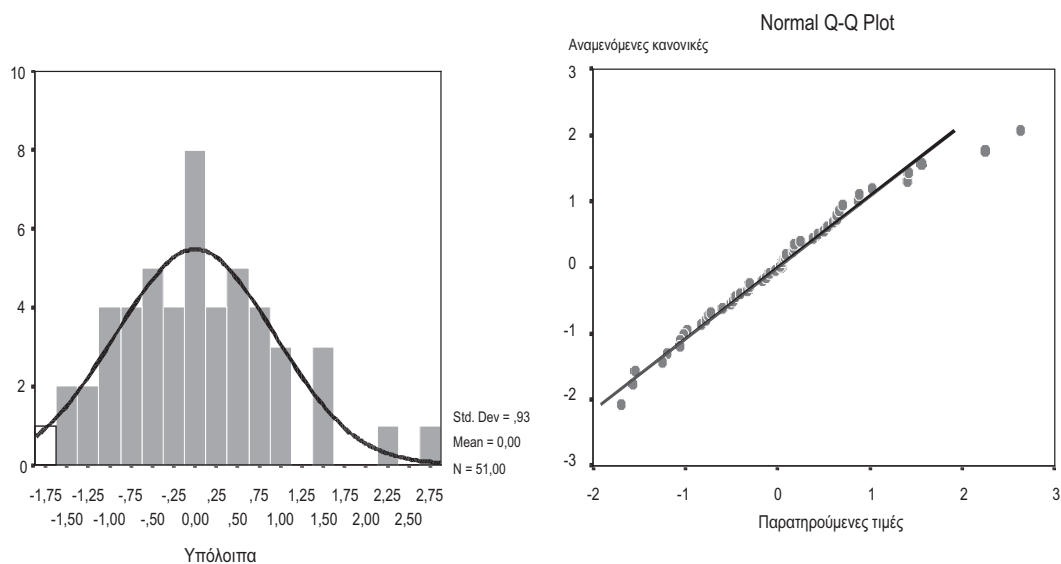 10
8
6
4
2
0
-1,75 -1,25 -,75 -,25 ,25 ,75 1,25 1,75 2,25 2,75
-1,50 -1,00 -,50 0,00 ,50 1,00 1,50 2,00 2,50
Υπόλοιπα
Std. Dev = ,93
Mean = 0,00
N = 51,00
Normal Q-Q Plot
Αναμενόμενες κανονικές
3
2
1
0
-1
-2
-3
-2 -1 0 1 2 3
Παρατηρούμενες τιμές